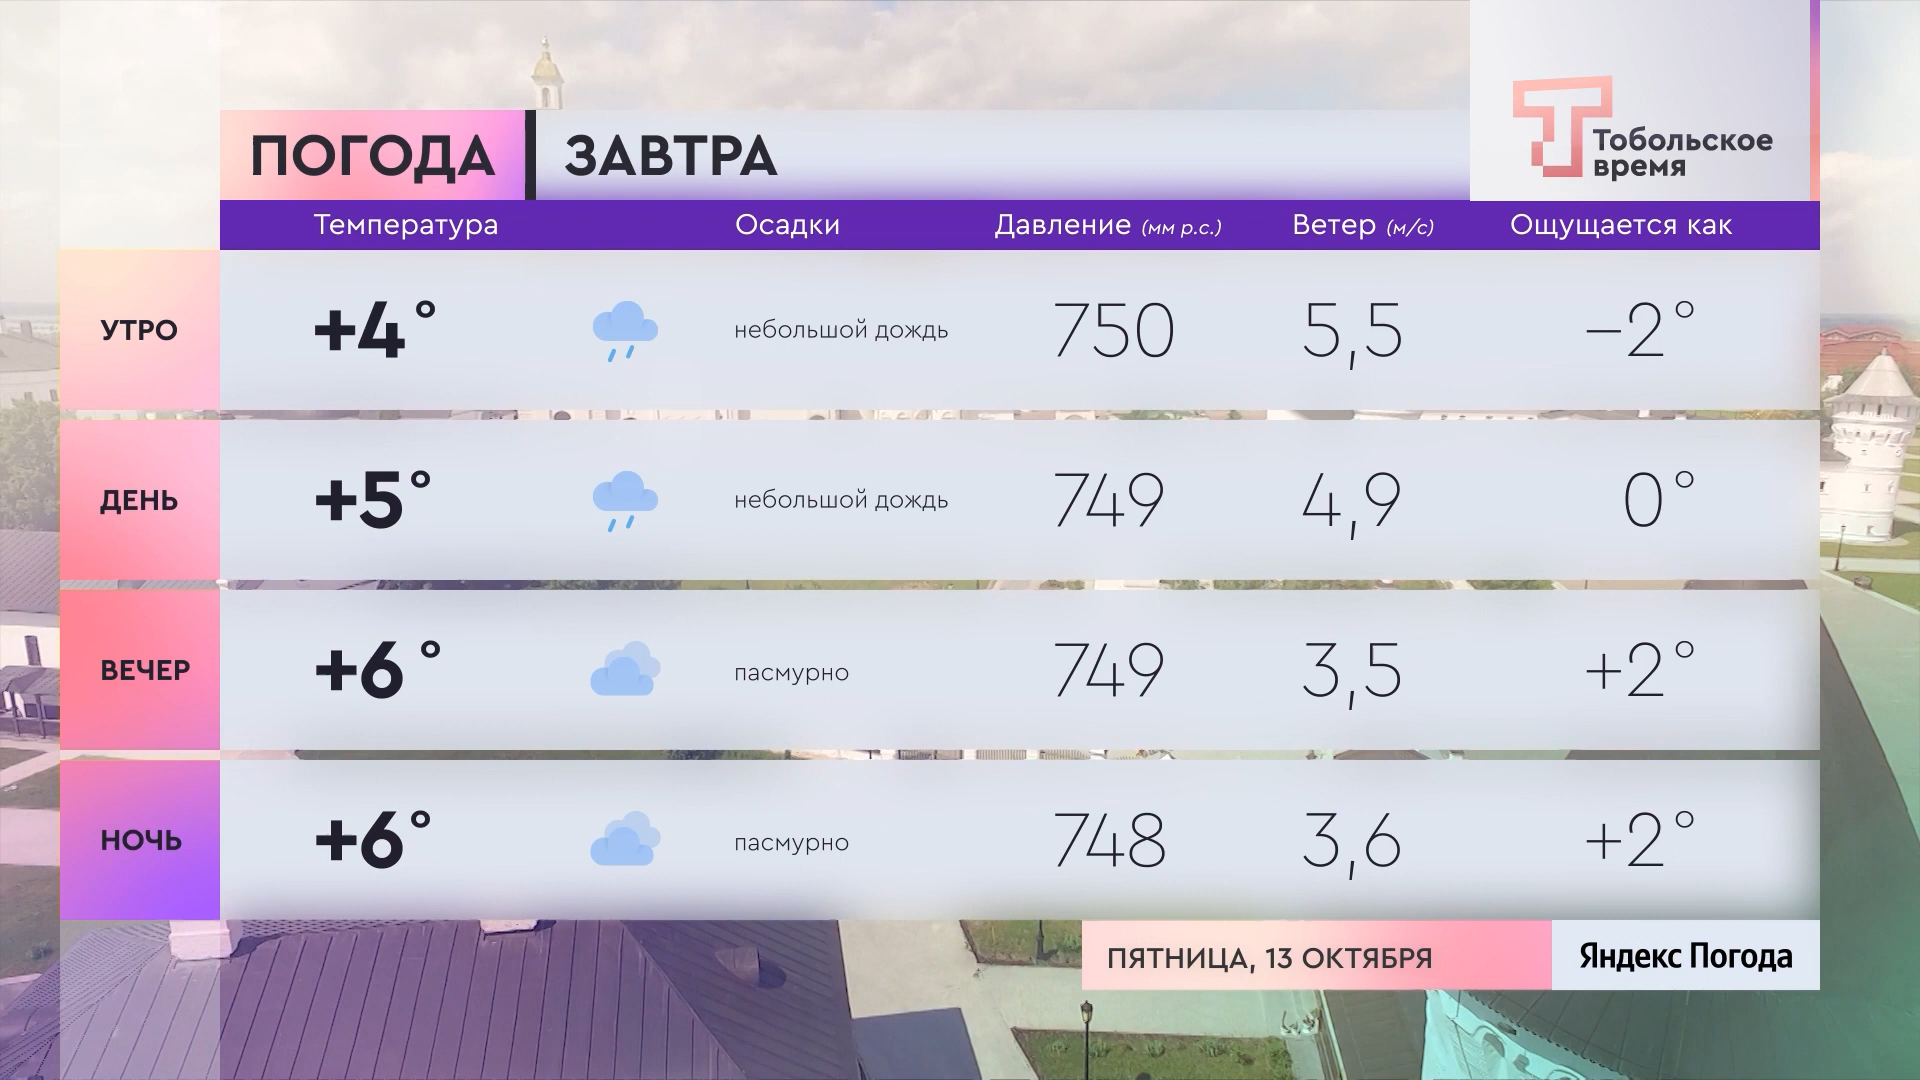 ПОГОДА ЗАВТРА
Тобольское
время
Температура Осадки Давление (мм р.с.) Ветер (м/с) Ощущается как
УТРО +4° небольшой дождь 750 5,5 −2°
ДЕНЬ +5° небольшой дождь 749 4,9 0°
ВЕЧЕР +6° пасмурно 749 3,5 +2°
НОЧЬ +6° пасмурно 748 3,6 +2°
ПЯТНИЦА, 13 ОКТЯБРЯ Яндекс Погода